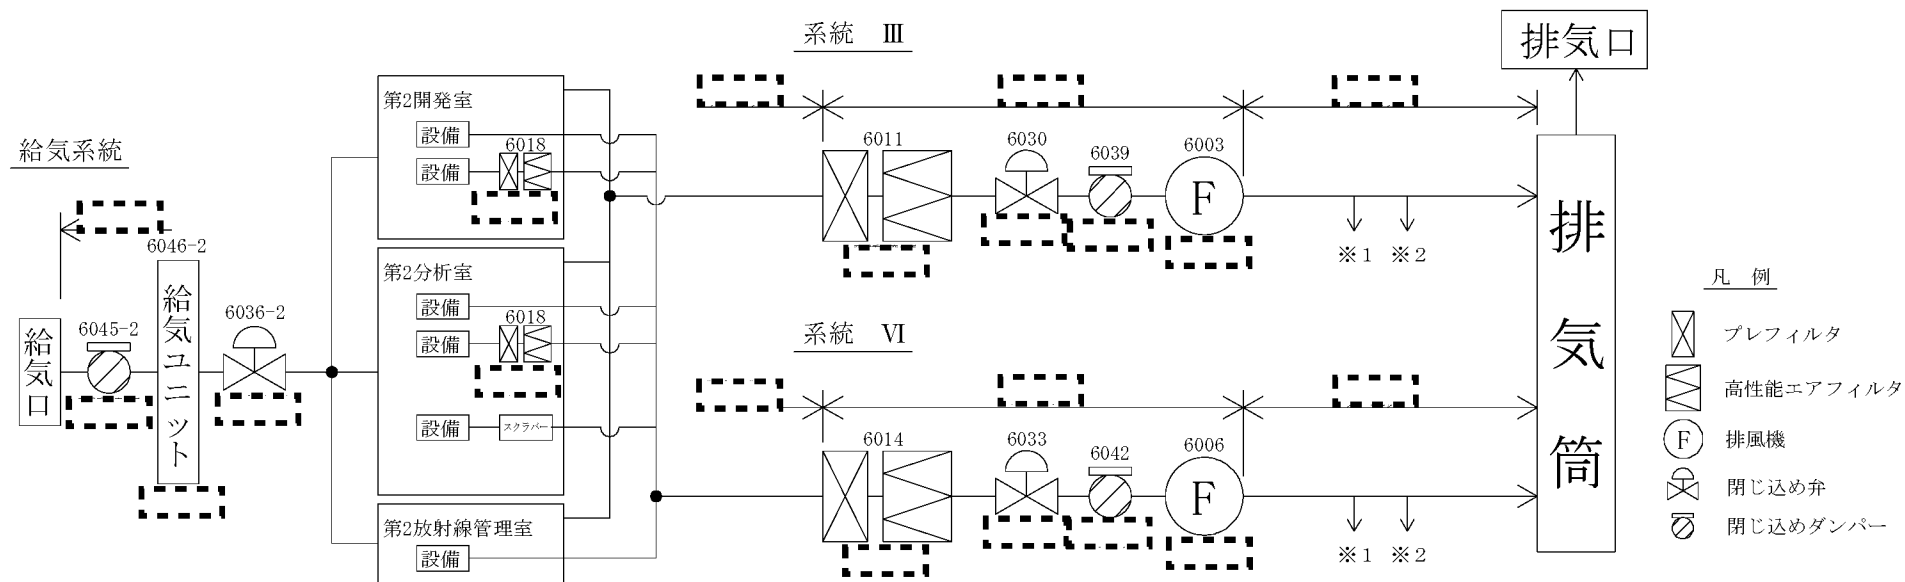 給気系統
給気口
6045-2
6046-2
給気ユニット
6036-2
第2開発室
設備
設備
6018
第2分析室
設備
設備
6018
設備
スクラバー
第2放射線管理室
設備
系統 Ⅲ
6011
6030
6039
6003
F
※1
※2
系統 Ⅵ
6014
6033
6042
6006
F
※1
※2
排気口
排気筒
凡 例
プレフィルタ
高性能エアフィルタ
F
排風機
閉じ込め弁
閉じ込めダンパー